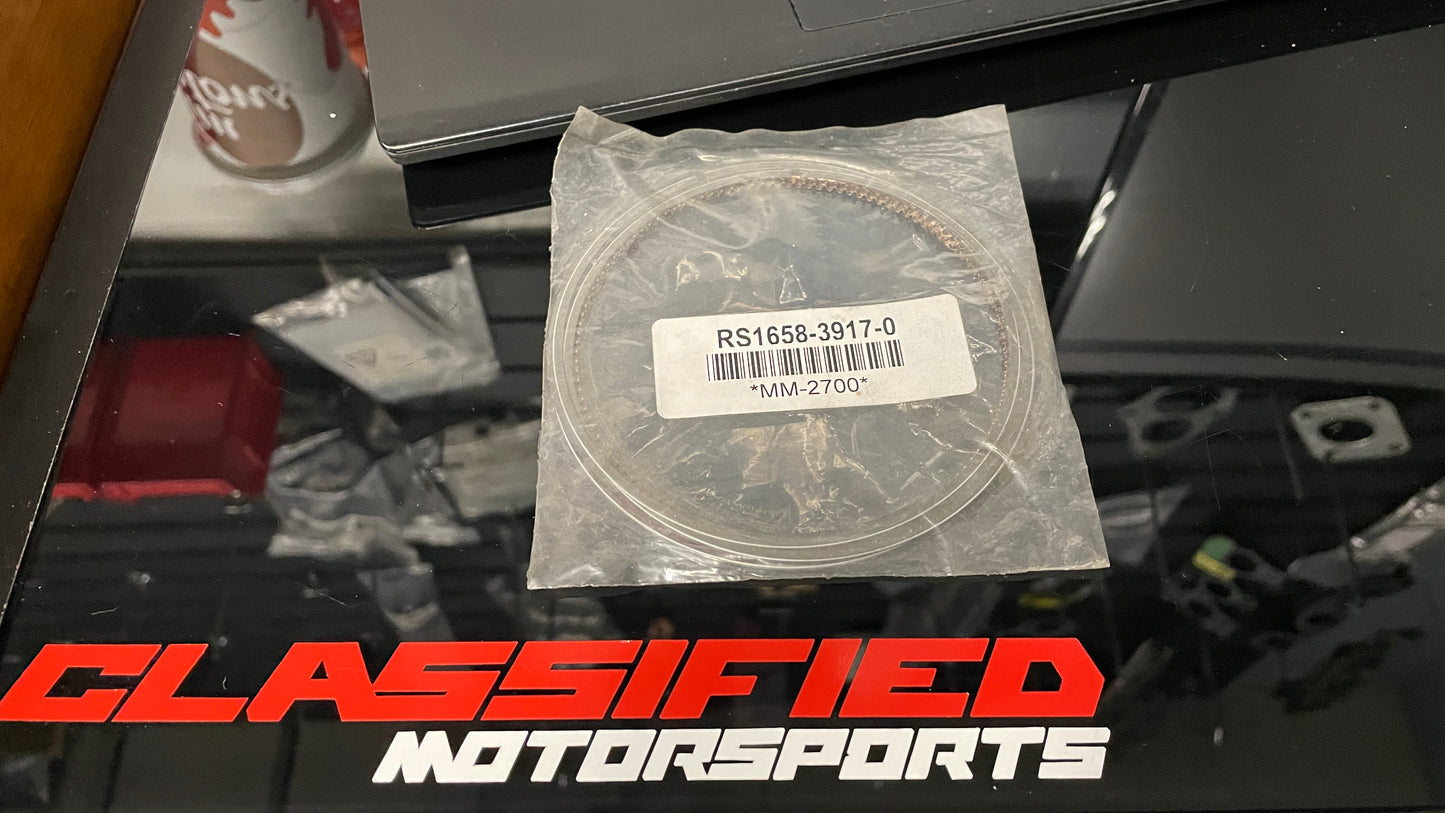 RS1658-3917-0
*MM-2700*
CLASSIFIED
MOTORSPORTS